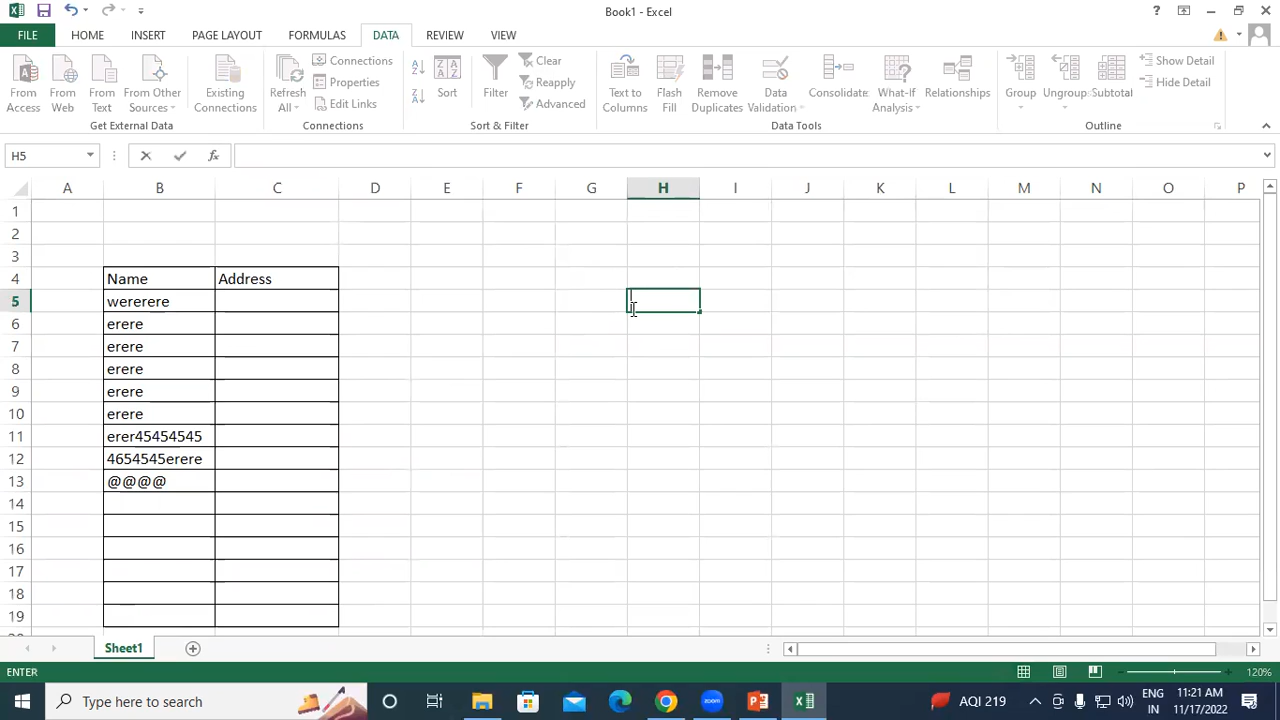 Book1 - Excel
FILE HOME INSERT PAGE LAYOUT FORMULAS DATA REVIEW VIEW
From Access
From Web
From Text
From Other Sources
Existing Connections
Get External Data
Refresh All
Connections
Properties
Edit Links
Connections
Sort
Filter
Clear
Reapply
Advanced
Sort & Filter
Text to Columns
Flash Fill
Remove Duplicates
Data Validation
Consolidate
What-If Analysis
Relationships
Data Tools
Group
Ungroup
Subtotal
Show Detail
Hide Detail
Outline
H5
A B C D E F G H I J K L M N O P
1
2
3
4 Name Address
5 wererere
6 erere
7 erere
8 erere
9 erere
10 erere
11 erer45454545
12 4654545erere
13 @@@@
14
15
16
17
18
19
Sheet1
ENTER 120%
Type here to search
AQI 219
ENG
IN
11:21 AM
11/17/2022